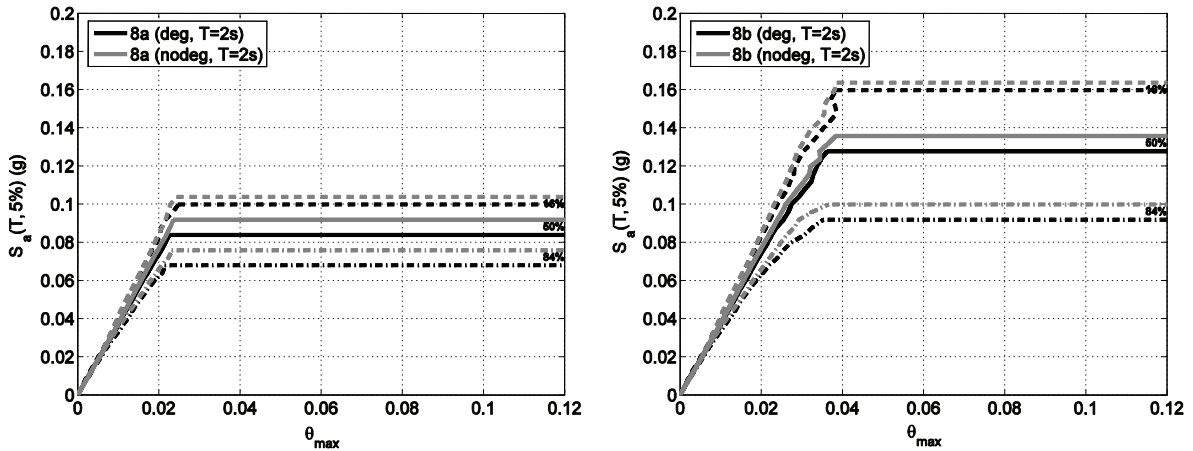 8a (deg, T=2s)
8a (nodeg, T=2s)
S_a(T, 5%) (g)
0.2
0.18
0.16
0.14
0.12
0.1
0.08
0.06
0.04
0.02
0
16%
50%
84%
0 0.02 0.04 0.06 0.08 0.1 0.12
θ_max
8b (deg, T=2s)
8b (nodeg, T=2s)
S_a(T, 5%) (g)
0.2
0.18
0.16
0.14
0.12
0.1
0.08
0.06
0.04
0.02
0
16%
50%
84%
0 0.02 0.04 0.06 0.08 0.1 0.12
θ_max